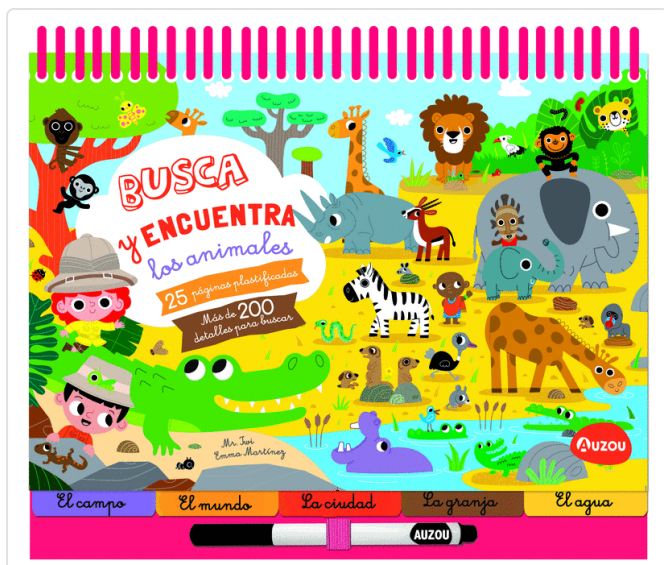 BUSCA
y ENCUENTRA
los animales
25 páginas plastificadas
Más de 200
detalles para buscar
Mr. Iwi
Emma Martínez
AUZOU
El campo
El mundo
La ciudad
La granja
El agua
AUZOU